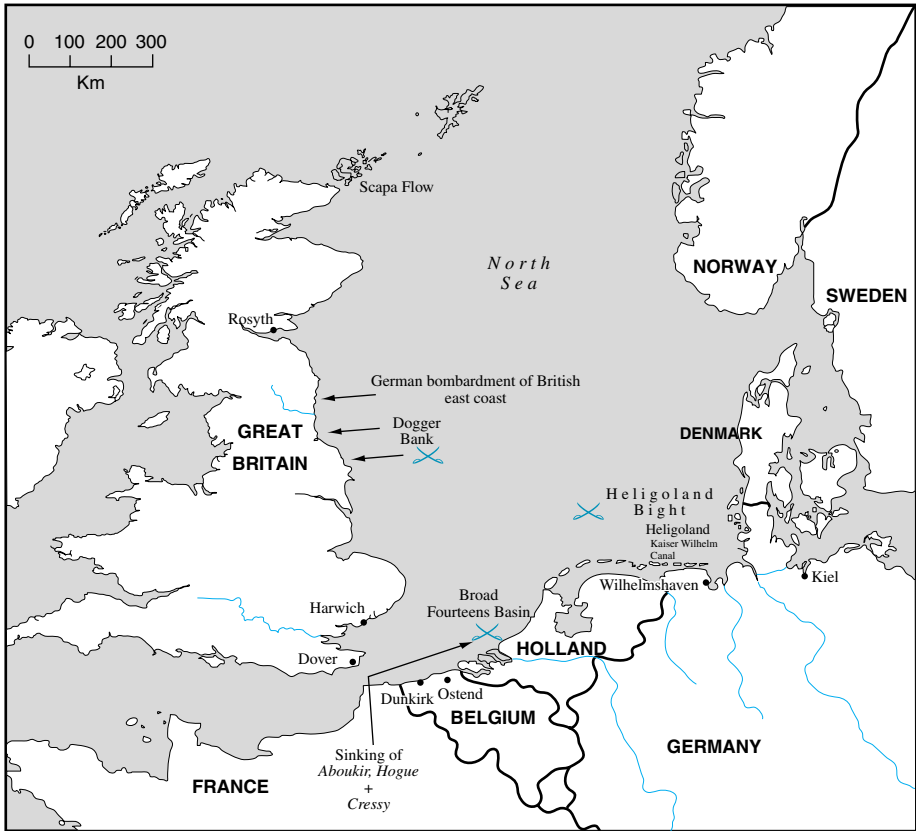 0 100 200 300
Km
Scapa Flow
North
Sea
NORWAY
SWEDEN
Rosyth
German bombardment of British
east coast
Dogger
Bank
GREAT
BRITAIN
DENMARK
Heligoland
Bight
Heligoland
Kaiser Wilhelm
Canal
Wilhelmshaven
Kiel
Broad
Fourteens Basin
Harwich
HOLLAND
Dover
Dunkirk
Ostend
BELGIUM
GERMANY
Sinking of
Aboukir, Hogue
+
Cressy
FRANCE